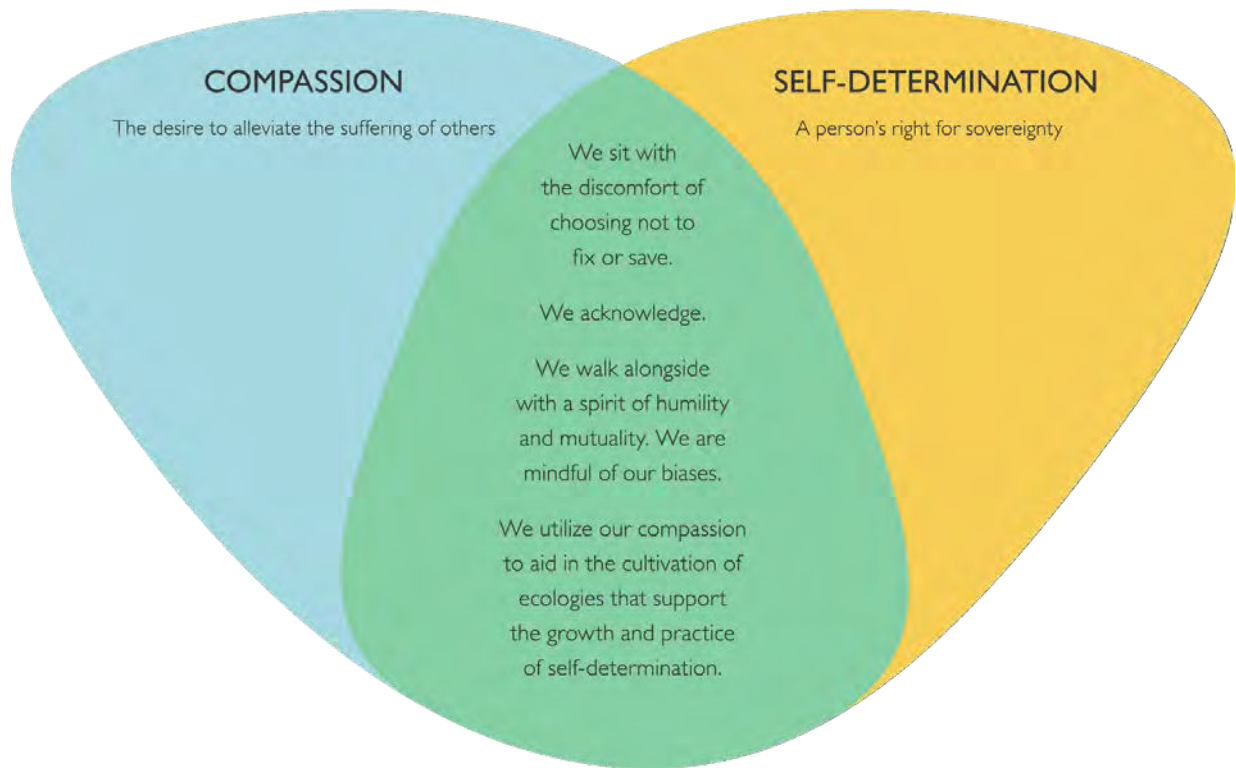 COMPASSION
The desire to alleviate the suffering of others
SELF-DETERMINATION
A person's right for sovereignty
We sit with
the discomfort of
choosing not to
fix or save.
We acknowledge.
We walk alongside
with a spirit of humility
and mutuality. We are
mindful of our biases.
We utilize our compassion
to aid in the cultivation of
ecologies that support
the growth and practice
of self-determination.